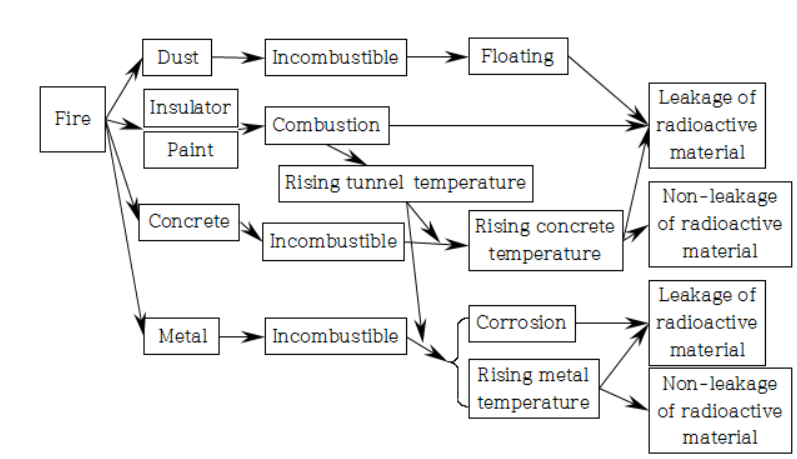 Dust
Incombustible
Floating
Fire
Insulator
Paint
Combustion
Leakage of
radioactive
material
Rising tunnel temperature
Concrete
Incombustible
Rising concrete
temperature
Non-leakage
of radioactive
material
Metal
Incombustible
Corrosion
Rising metal
temperature
Leakage of
radioactive
material
Non-leakage
of radioactive
material